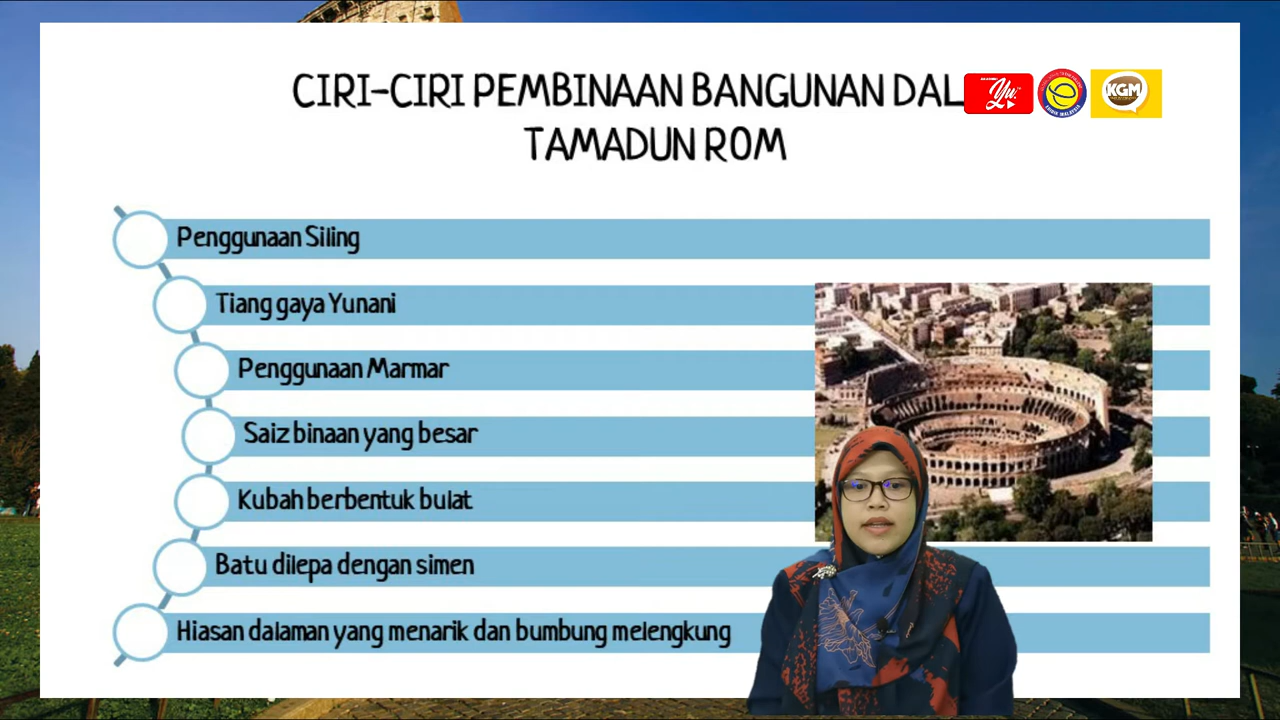 CIRI-CIRI PEMBINAAN BANGUNAN DAL
TAMADUN ROM
Yu
KGM
Penggunaan Siling
Tiang gaya Yunani
Penggunaan Marmar
Saiz binaan yang besar
Kubah berbentuk bulat
Batu dilepa dengan simen
Hiasan dalaman yang menarik dan bumbung melengkung